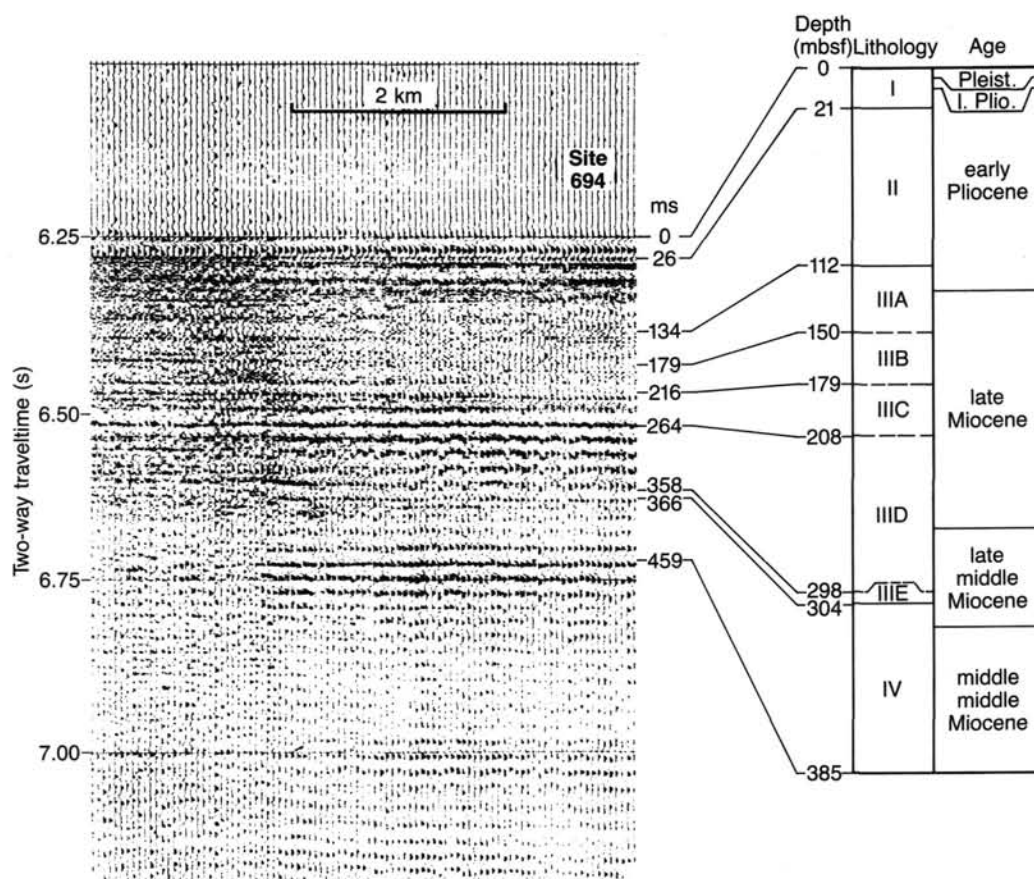 Depth
(mbsf)
Lithology
Age
2 km
Site
694
ms
0
26
134
179
216
264
358
366
459
Two-way traveltime (s)
6.25
6.50
6.75
7.00
0
21
112
150
179
208
298
304
385
I
II
IIIA
IIIB
IIIC
IIID
IIIE
IV
Pleist.
l. Plio.
early
Pliocene
late
Miocene
late
middle
Miocene
middle
middle
Miocene